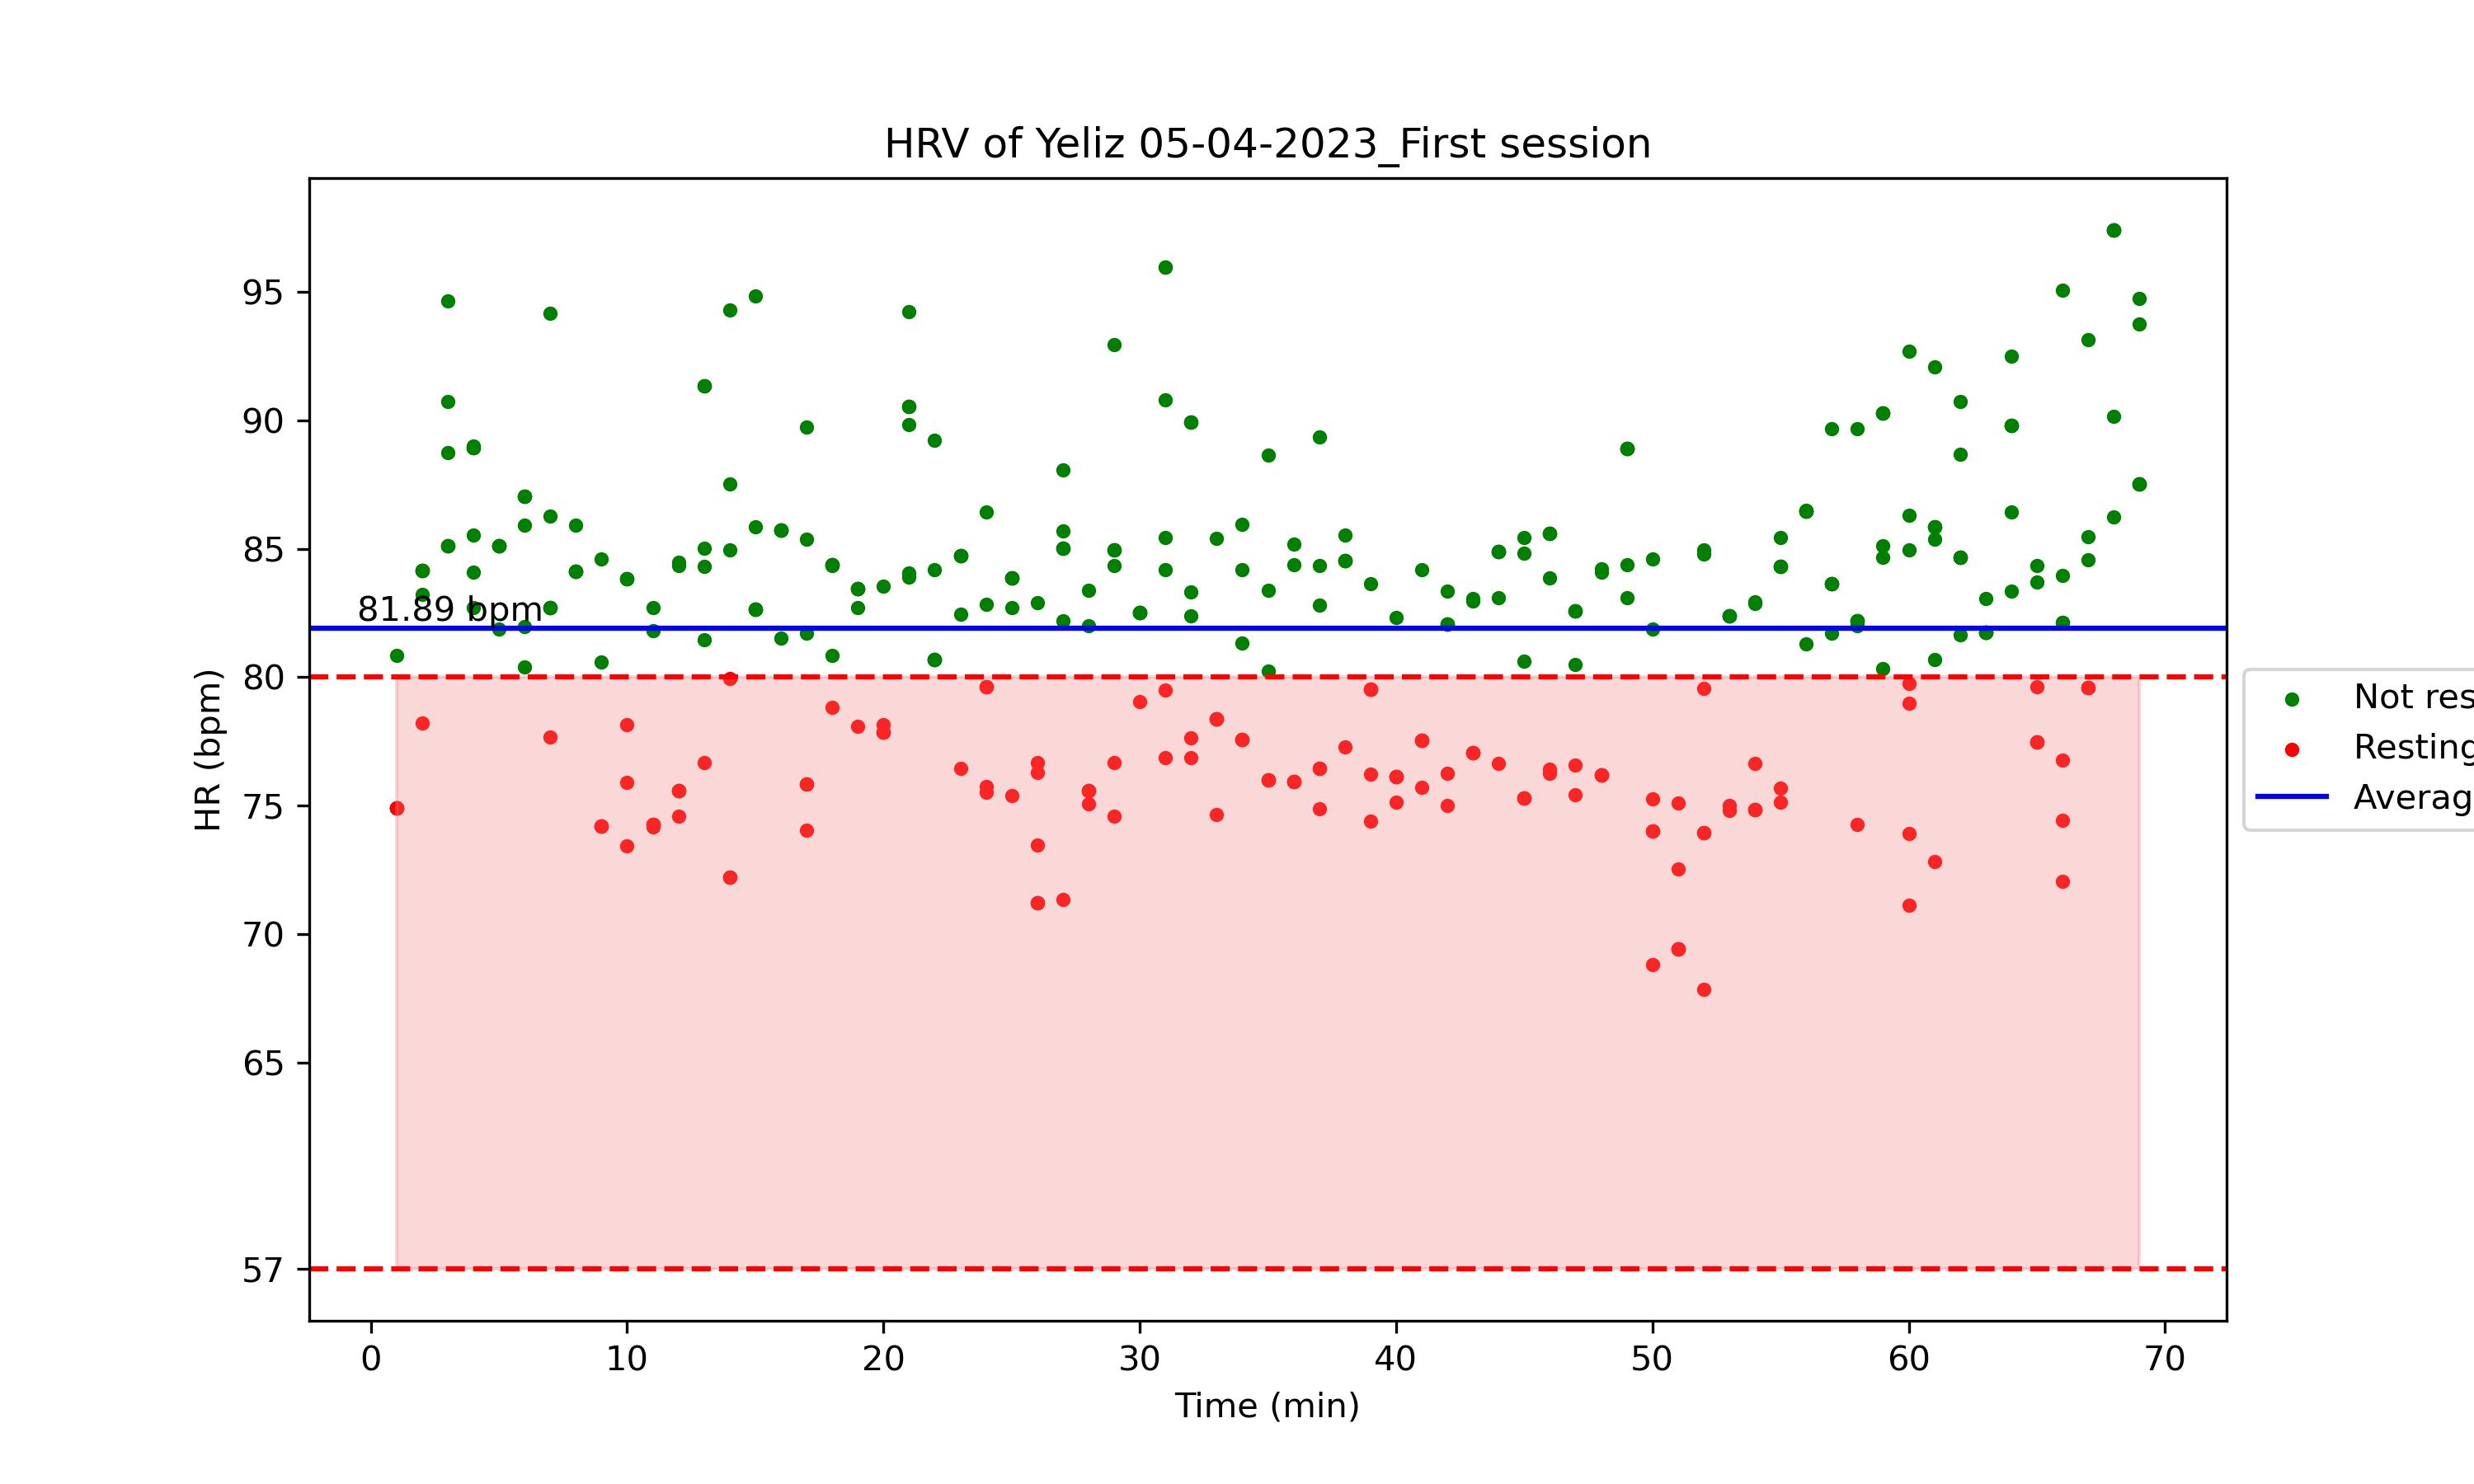 HRV of Yeliz 05-04-2023_First session
HR (bpm)
95
90
85
80
75
70
65
57
81.89 bpm
Not res
Resting
Averag
0 10 20 30 40 50 60 70
Time (min)